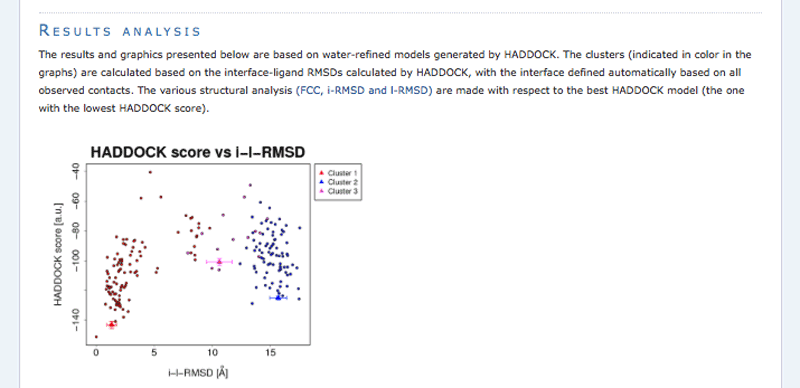 RESULTS ANALYSIS
The results and graphics presented below are based on water-refined models generated by HADDOCK. The clusters (indicated in color in the
graphs) are calculated based on the interface-ligand RMSDs calculated by HADDOCK, with the interface defined automatically based on all
observed contacts. The various structural analysis (FCC, i-RMSD and l-RMSD) are made with respect to the best HADDOCK model (the one
with the lowest HADDOCK score).
HADDOCK score vs i-l-RMSD
Cluster 1
Cluster 2
Cluster 3
HADDOCK score [a.u.]
-40
-60
-80
-100
-140
0 5 10 15
i-l-RMSD [Å]